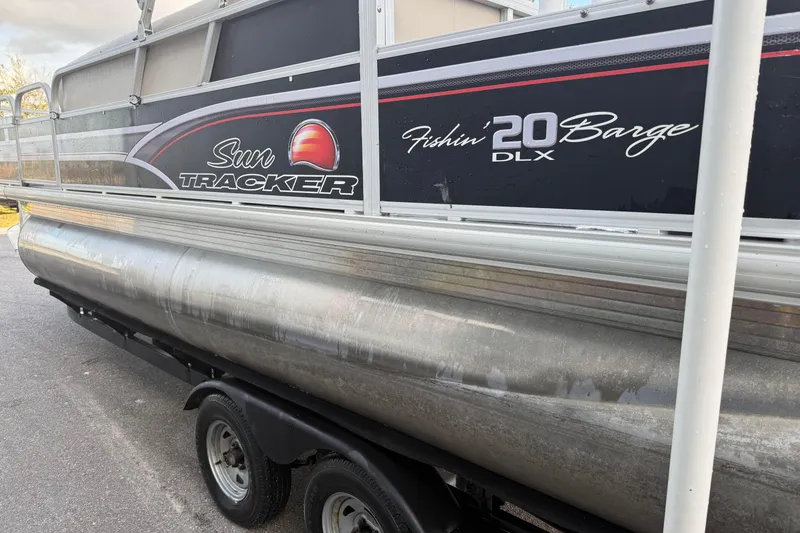 Sun
TRACKER
Fishin' 20 Barge
DLX